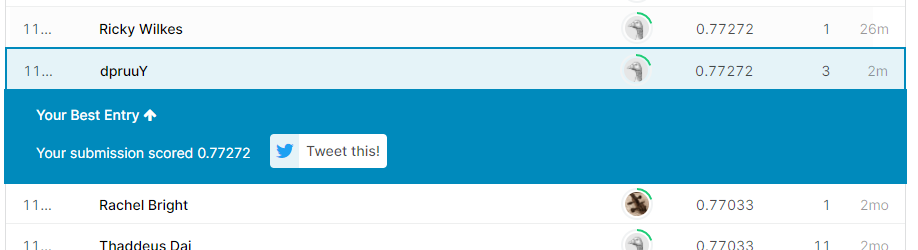 11... Ricky Wilkes 0.77272 1 26m
11... dpruuY 0.77272 3 2m
Your Best Entry
Your submission scored 0.77272 Tweet this!
11... Rachel Bright 0.77033 1 2mo
11... Thaddeus Dai 0.77033 11 2mo